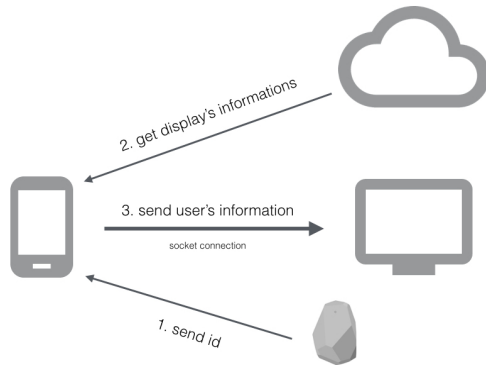 2. get display's informations
3. send user's information
socket connection
1. send id